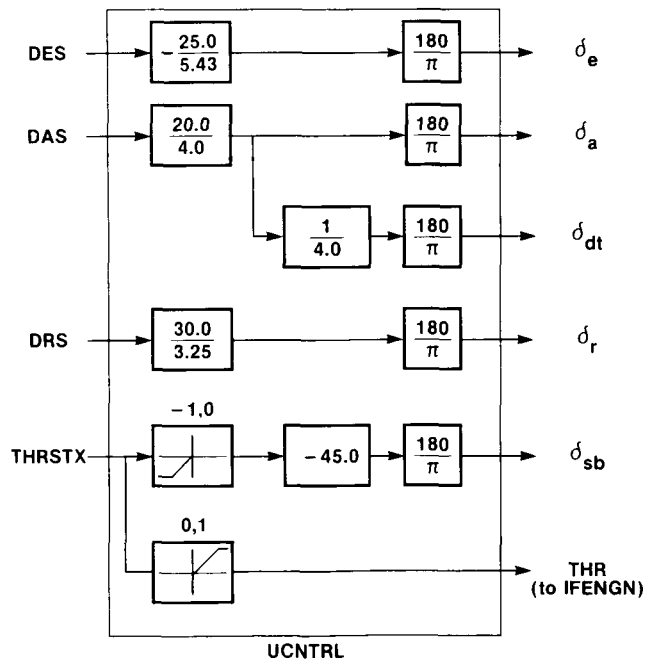 DES
- 25.0
5.43
180
π
δe
DAS
20.0
4.0
180
π
δa
1
4.0
180
π
δdt
DRS
30.0
3.25
180
π
δr
-1,0
THRSTX
-45.0
180
π
δsb
0,1
THR
(to IFENGN)
UCNTRL